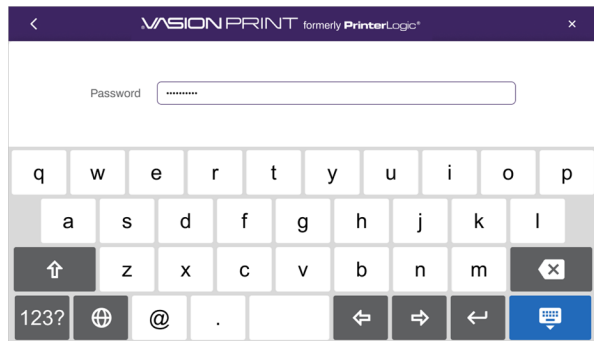 VASION PRINT formerly PrinterLogic®
Password ••••••••••
q w e r t y u i o p
a s d f g h j k l
z x c v b n m
123? @ .